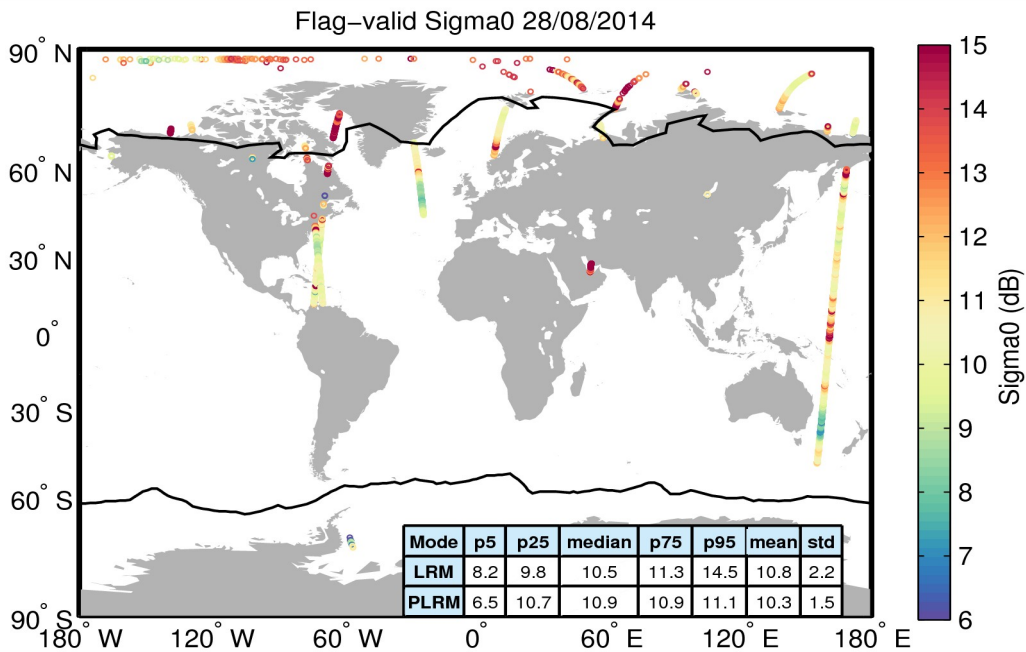 Flag−valid Sigma0 28/08/2014
90° N
60° N
30° N
0°
30° S
60° S
90° S
180° W
120° W
60° W
0°
60° E
120° E
180° E
Mode p5 p25 median p75 p95 mean std
LRM 8.2 9.8 10.5 11.3 14.5 10.8 2.2
PLRM 6.5 10.7 10.9 10.9 11.1 10.3 1.5
15
14
13
12
11
10
9
8
7
6
Sigma0 (dB)